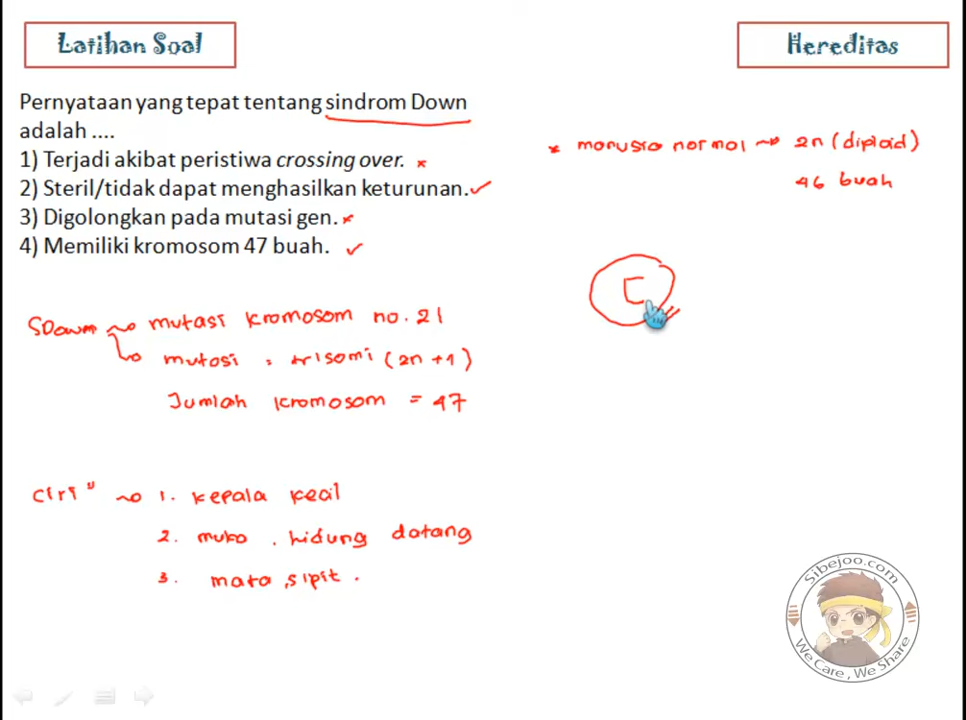 Latihan Soal
Hereditas
Pernyataan yang tepat tentang sindrom Down
adalah ....
1) Terjadi akibat peristiwa crossing over. ×
2) Steril/tidak dapat menghasilkan keturunan. ✓
3) Digolongkan pada mutasi gen. ×
4) Memiliki kromosom 47 buah. ✓
* manusia normal ~> 2n (diploid)
46 buah
SDown ~> mutasi kromosom no. 21
mutasi : trisomi (2n + 1)
Jumlah kromosom = 47
E
Ciri" ~> 1. kepala kecil
2. muka, hidung datang
3. mata sipit.
Sibejoo.com
We Care, We Share